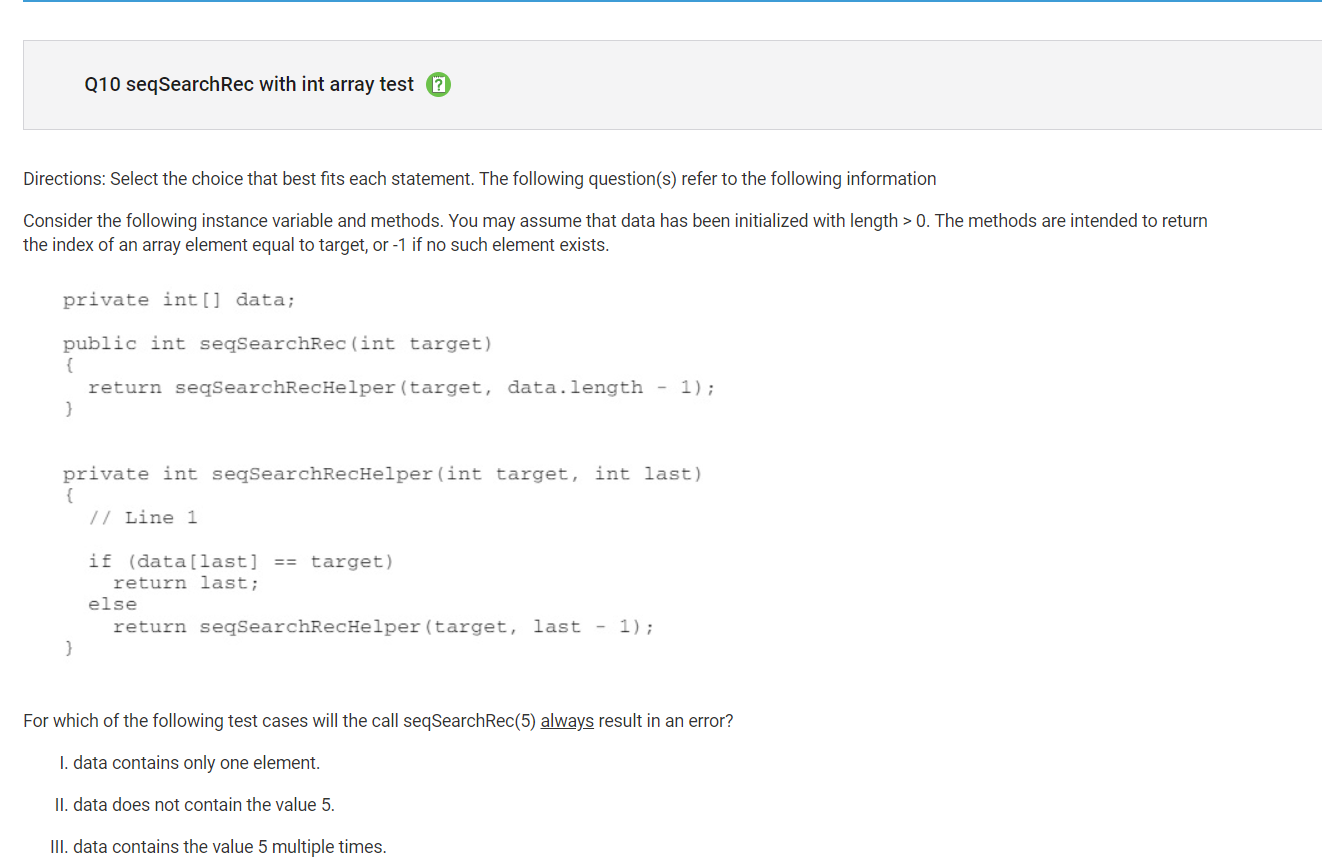 Q10 seqSearchRec with int array test
Directions: Select the choice that best fits each statement. The following question(s) refer to the following information
Consider the following instance variable and methods. You may assume that data has been initialized with length > 0. The methods are intended to return
the index of an array element equal to target, or -1 if no such element exists.
private int[] data;
public int seqSearchRec(int target)
{
return seqSearchRecHelper(target, data.length - 1);
}
private int seqSearchRecHelper(int target, int last)
{
// Line 1
if (data[last] == target)
return last;
else
return seqSearchRecHelper(target, last - 1);
}
For which of the following test cases will the call seqSearchRec(5) always result in an error?
I. data contains only one element.
II. data does not contain the value 5.
III. data contains the value 5 multiple times.